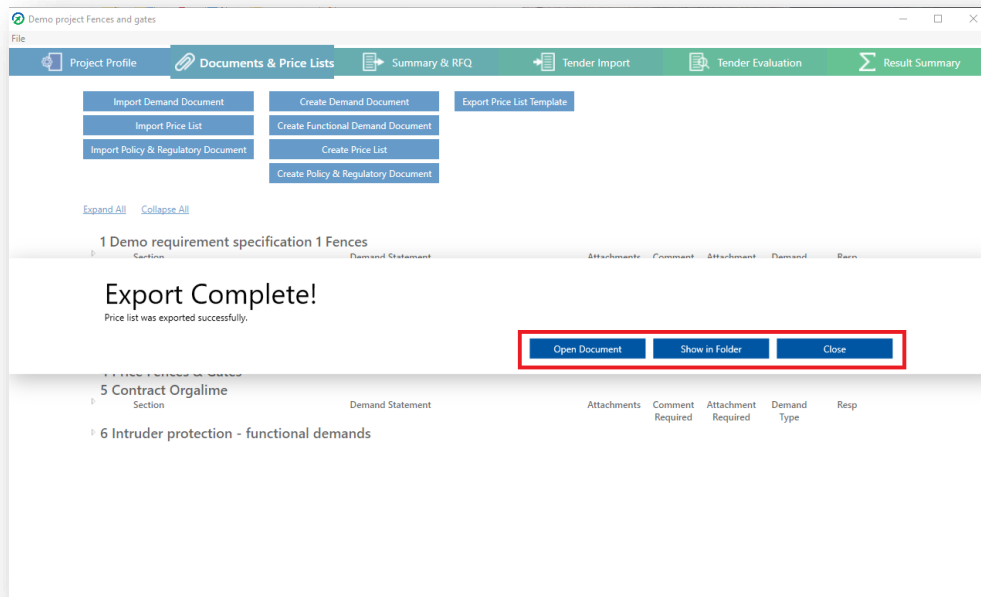 Demo project Fences and gates
File
Project Profile
Documents & Price Lists
Summary & RFQ
Tender Import
Tender Evaluation
Result Summary
Import Demand Document
Create Demand Document
Export Price List Template
Import Price List
Create Functional Demand Document
Import Policy & Regulatory Document
Create Price List
Create Policy & Regulatory Document
Expand All
Collapse All
1 Demo requirement specification 1 Fences
Section Demand Statement Attachments Comment Attachment Demand Resp
Export Complete!
Price list was exported successfully.
Open Document
Show in Folder
Close
4 Price Fences & Gates
5 Contract Orgalime
Section Demand Statement Attachments Comment Attachment Demand Resp
Required Required Type
6 Intruder protection - functional demands